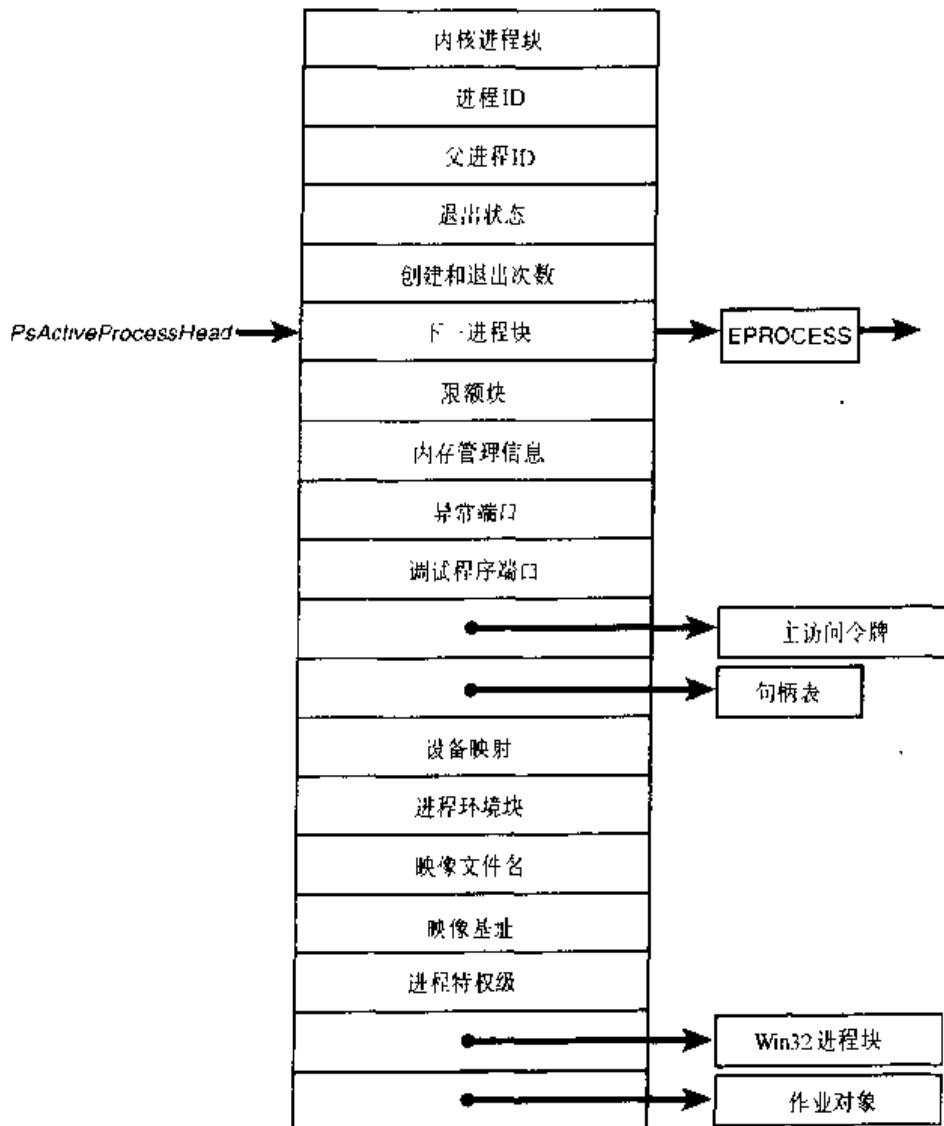 内核进程块
进程ID
父进程ID
退出状态
创建和退出次数
PsActiveProcessHead
下一进程块
EPROCESS
限额块
内存管理信息
异常端口
调试程序端口
主访问令牌
句柄表
设备映射
进程环境块
映像文件名
映像基址
进程特权级
Win32进程块
作业对象